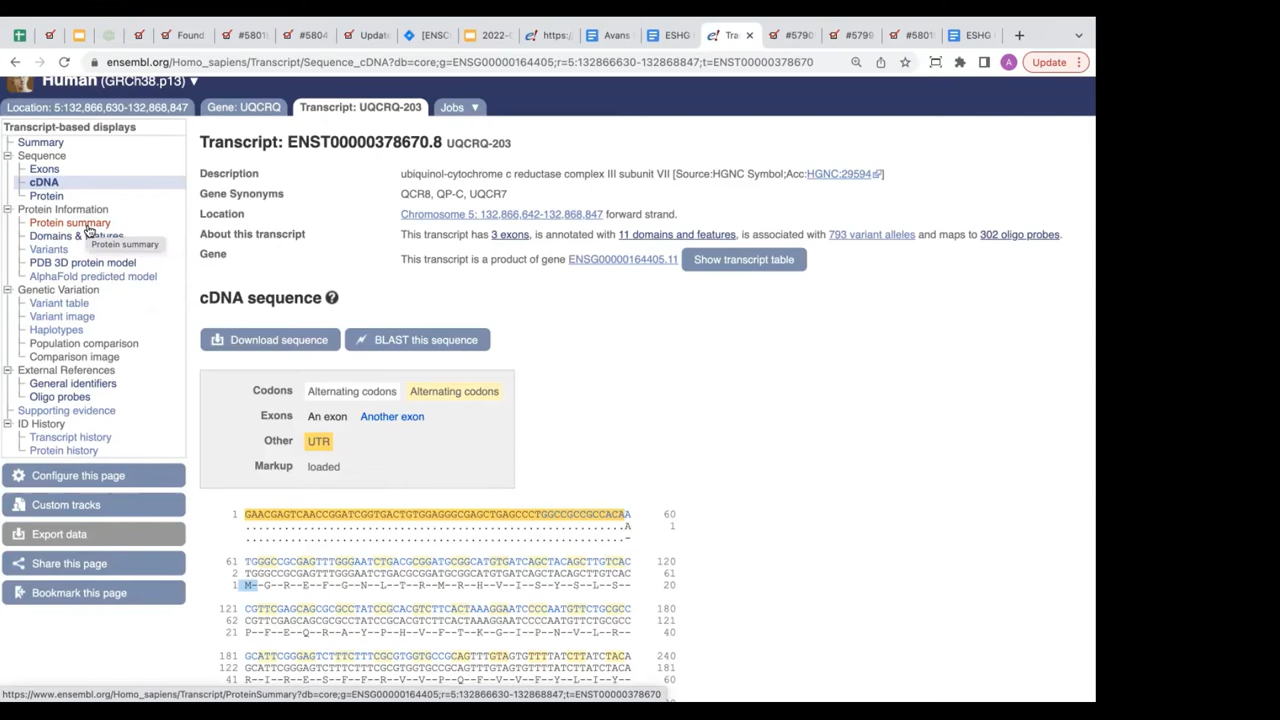 Found
#5801
#5804
Update
[ENSC
2022-
https:/
Avans
ESHG
Tra
#5790
#5799
#5801
ESHG
ensembl.org/Homo_sapiens/Transcript/Sequence_cDNA?db=core;g=ENSG00000164405;r=5:132866630-132868847;t=ENST00000378670
A
Update
Human (GRCh38.p13) ▼
Location: 5:132,866,630-132,868,847
Gene: UQCRQ
Transcript: UQCRQ-203
Jobs ▼
Transcript-based displays
Summary
Sequence
Exons
cDNA
Protein
Protein Information
Protein summary
Domains & features
Protein summary
Variants
PDB 3D protein model
AlphaFold predicted model
Genetic Variation
Variant table
Variant image
Haplotypes
Population comparison
Comparison image
External References
General identifiers
Oligo probes
Supporting evidence
ID History
Transcript history
Protein history
Configure this page
Custom tracks
Export data
Share this page
Bookmark this page
Transcript: ENST00000378670.8 UQCRQ-203
Description ubiquinol-cytochrome c reductase complex III subunit VII [Source:HGNC Symbol;Acc:HGNC:29594]
Gene Synonyms QCR8, QP-C, UQCR7
Location Chromosome 5: 132,866,642-132,868,847 forward strand.
About this transcript This transcript has 3 exons, is annotated with 11 domains and features, is associated with 793 variant alleles and maps to 302 oligo probes.
Gene This transcript is a product of gene ENSG00000164405.11 Show transcript table
cDNA sequence ?
Download sequence
BLAST this sequence
Codons Alternating codons Alternating codons
Exons An exon Another exon
Other UTR
Markup loaded
1 GAACGAGTCAACCGGATCGGTGACTGTGGAGGGCGAGCTGAGCCCTGGCCGCCGCCACAA 60
...........................................................A 1
...........................................................-
61 TGGGCCGCGAGTTTGGGAATCTGACGCGGATGCGGCATGTGATCAGCTACAGCTTGTCAC 120
2 TGGGCCGCGAGTTTGGGAATCTGACGCGGATGCGGCATGTGATCAGCTACAGCTTGTCAC 61
1 M--G--R--E--F--G--N--L--T--R--M--R--H--V--I--S--Y--S--L--S-- 20
121 CGTTCGAGCAGCGCGCCTATCCGCACGTCTTCACTAAAGGAATCCCCAATGTTCTGCGCC 180
62 CGTTCGAGCAGCGCGCCTATCCGCACGTCTTCACTAAAGGAATCCCCAATGTTCTGCGCC 121
21 P--F--E--Q--R--A--Y--P--H--V--F--T--K--G--I--P--N--V--L--R-- 40
181 GCATTCGGGAGTCTTTCTTTCGCGTGGTGCCGCAGTTTGTAGTGTTTTATCTTATCTACA 240
122 GCATTCGGGAGTCTTTCTTTCGCGTGGTGCCGCAGTTTGTAGTGTTTTATCTTATCTACA 181
41 R--I--R--E--S--F--F--R--V--V--P--Q--F--V--V--F--Y--L--I--Y--
https://www.ensembl.org/Homo_sapiens/Transcript/ProteinSummary?db=core;g=ENSG00000164405;r=5:132866630-132868847;t=ENST00000378670